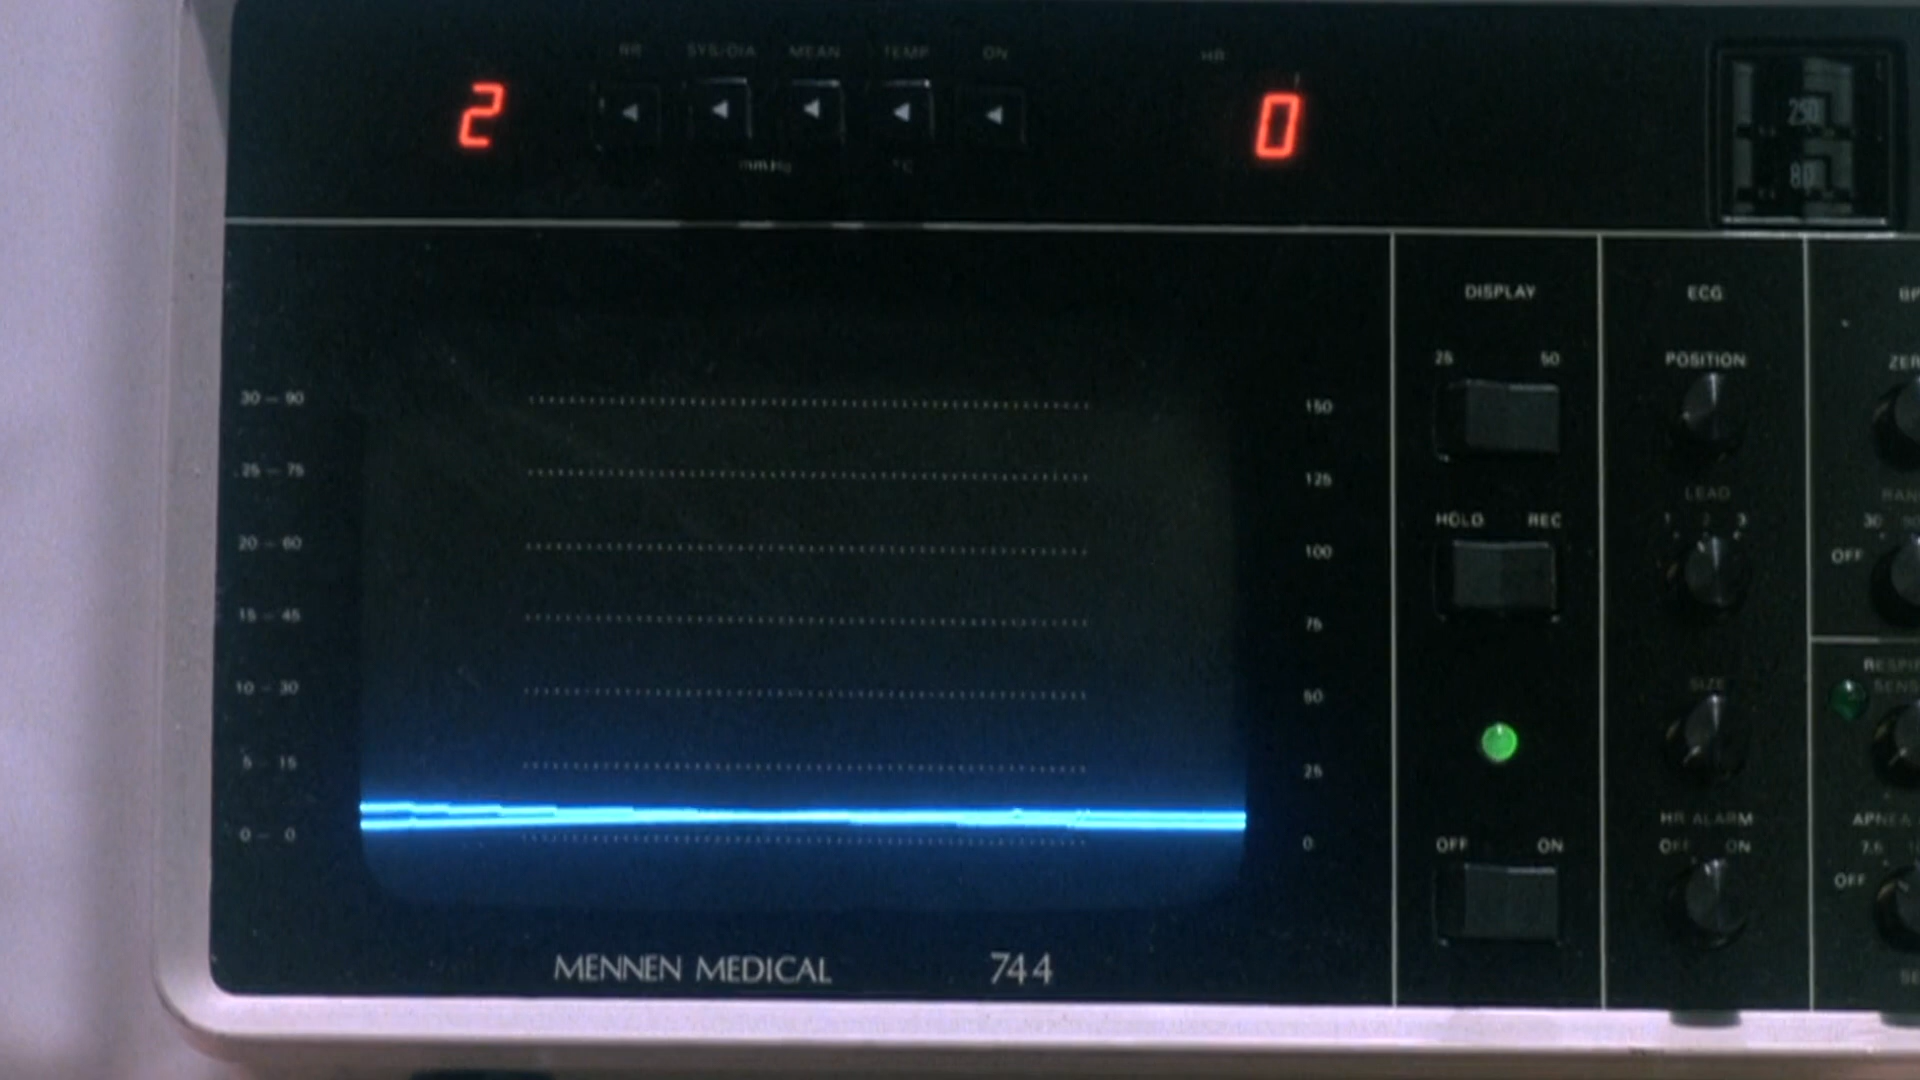 RR SYS/DIA MEAN TEMP ON HR
2 0
mmHg °C
250
80
DISPLAY ECG
25 50 POSITION
30 – 90 150
25 – 75 125
LEAD
1 2 3
HOLD REC 30
20 – 60 100 OFF
15 – 45 75
10 – 30 50
SIZE
5 – 15 25
HR ALARM
0 – 0 0
OFF ON OFF ON 7.5
OFF
MENNEN MEDICAL 744